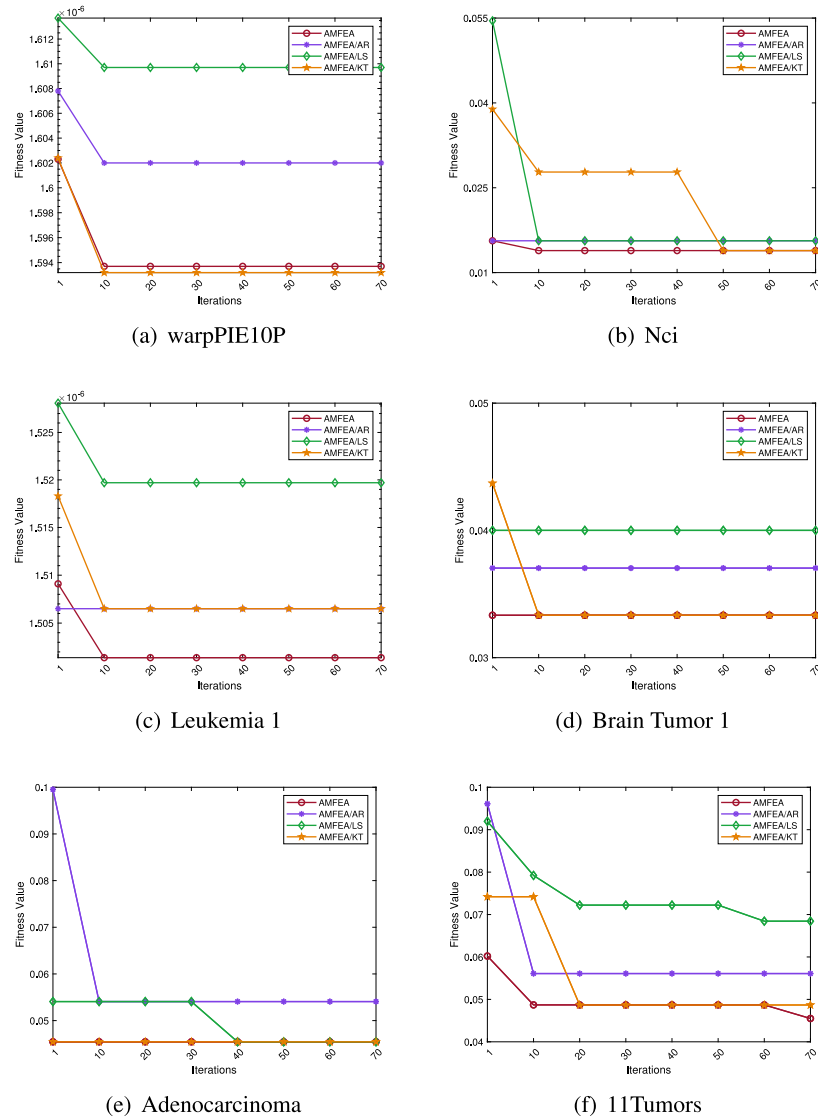 × 10^-6
1.612
1.61
1.608
1.606
1.604
1.602
1.6
1.598
1.596
1.594
Fitness Value
1 10 20 30 40 50 60 70
Iterations
AMFEA
AMFEA/AR
AMFEA/LS
AMFEA/KT
(a) warpPIE10P
0.055
0.04
0.025
0.01
Fitness Value
1 10 20 30 40 50 60 70
Iterations
AMFEA
AMFEA/AR
AMFEA/LS
AMFEA/KT
(b) Nci
× 10^-6
1.525
1.52
1.515
1.51
1.505
Fitness Value
1 10 20 30 40 50 60 70
Iterations
AMFEA
AMFEA/AR
AMFEA/LS
AMFEA/KT
(c) Leukemia 1
0.05
0.04
0.03
Fitness Value
1 10 20 30 40 50 60 70
Iterations
AMFEA
AMFEA/AR
AMFEA/LS
AMFEA/KT
(d) Brain Tumor 1
0.1
0.09
0.08
0.07
0.06
0.05
Fitness Value
1 10 20 30 40 50 60 70
Iterations
AMFEA
AMFEA/AR
AMFEA/LS
AMFEA/KT
(e) Adenocarcinoma
0.1
0.09
0.08
0.07
0.06
0.05
0.04
Fitness Value
1 10 20 30 40 50 60 70
Iterations
AMFEA
AMFEA/AR
AMFEA/LS
AMFEA/KT
(f) 11Tumors